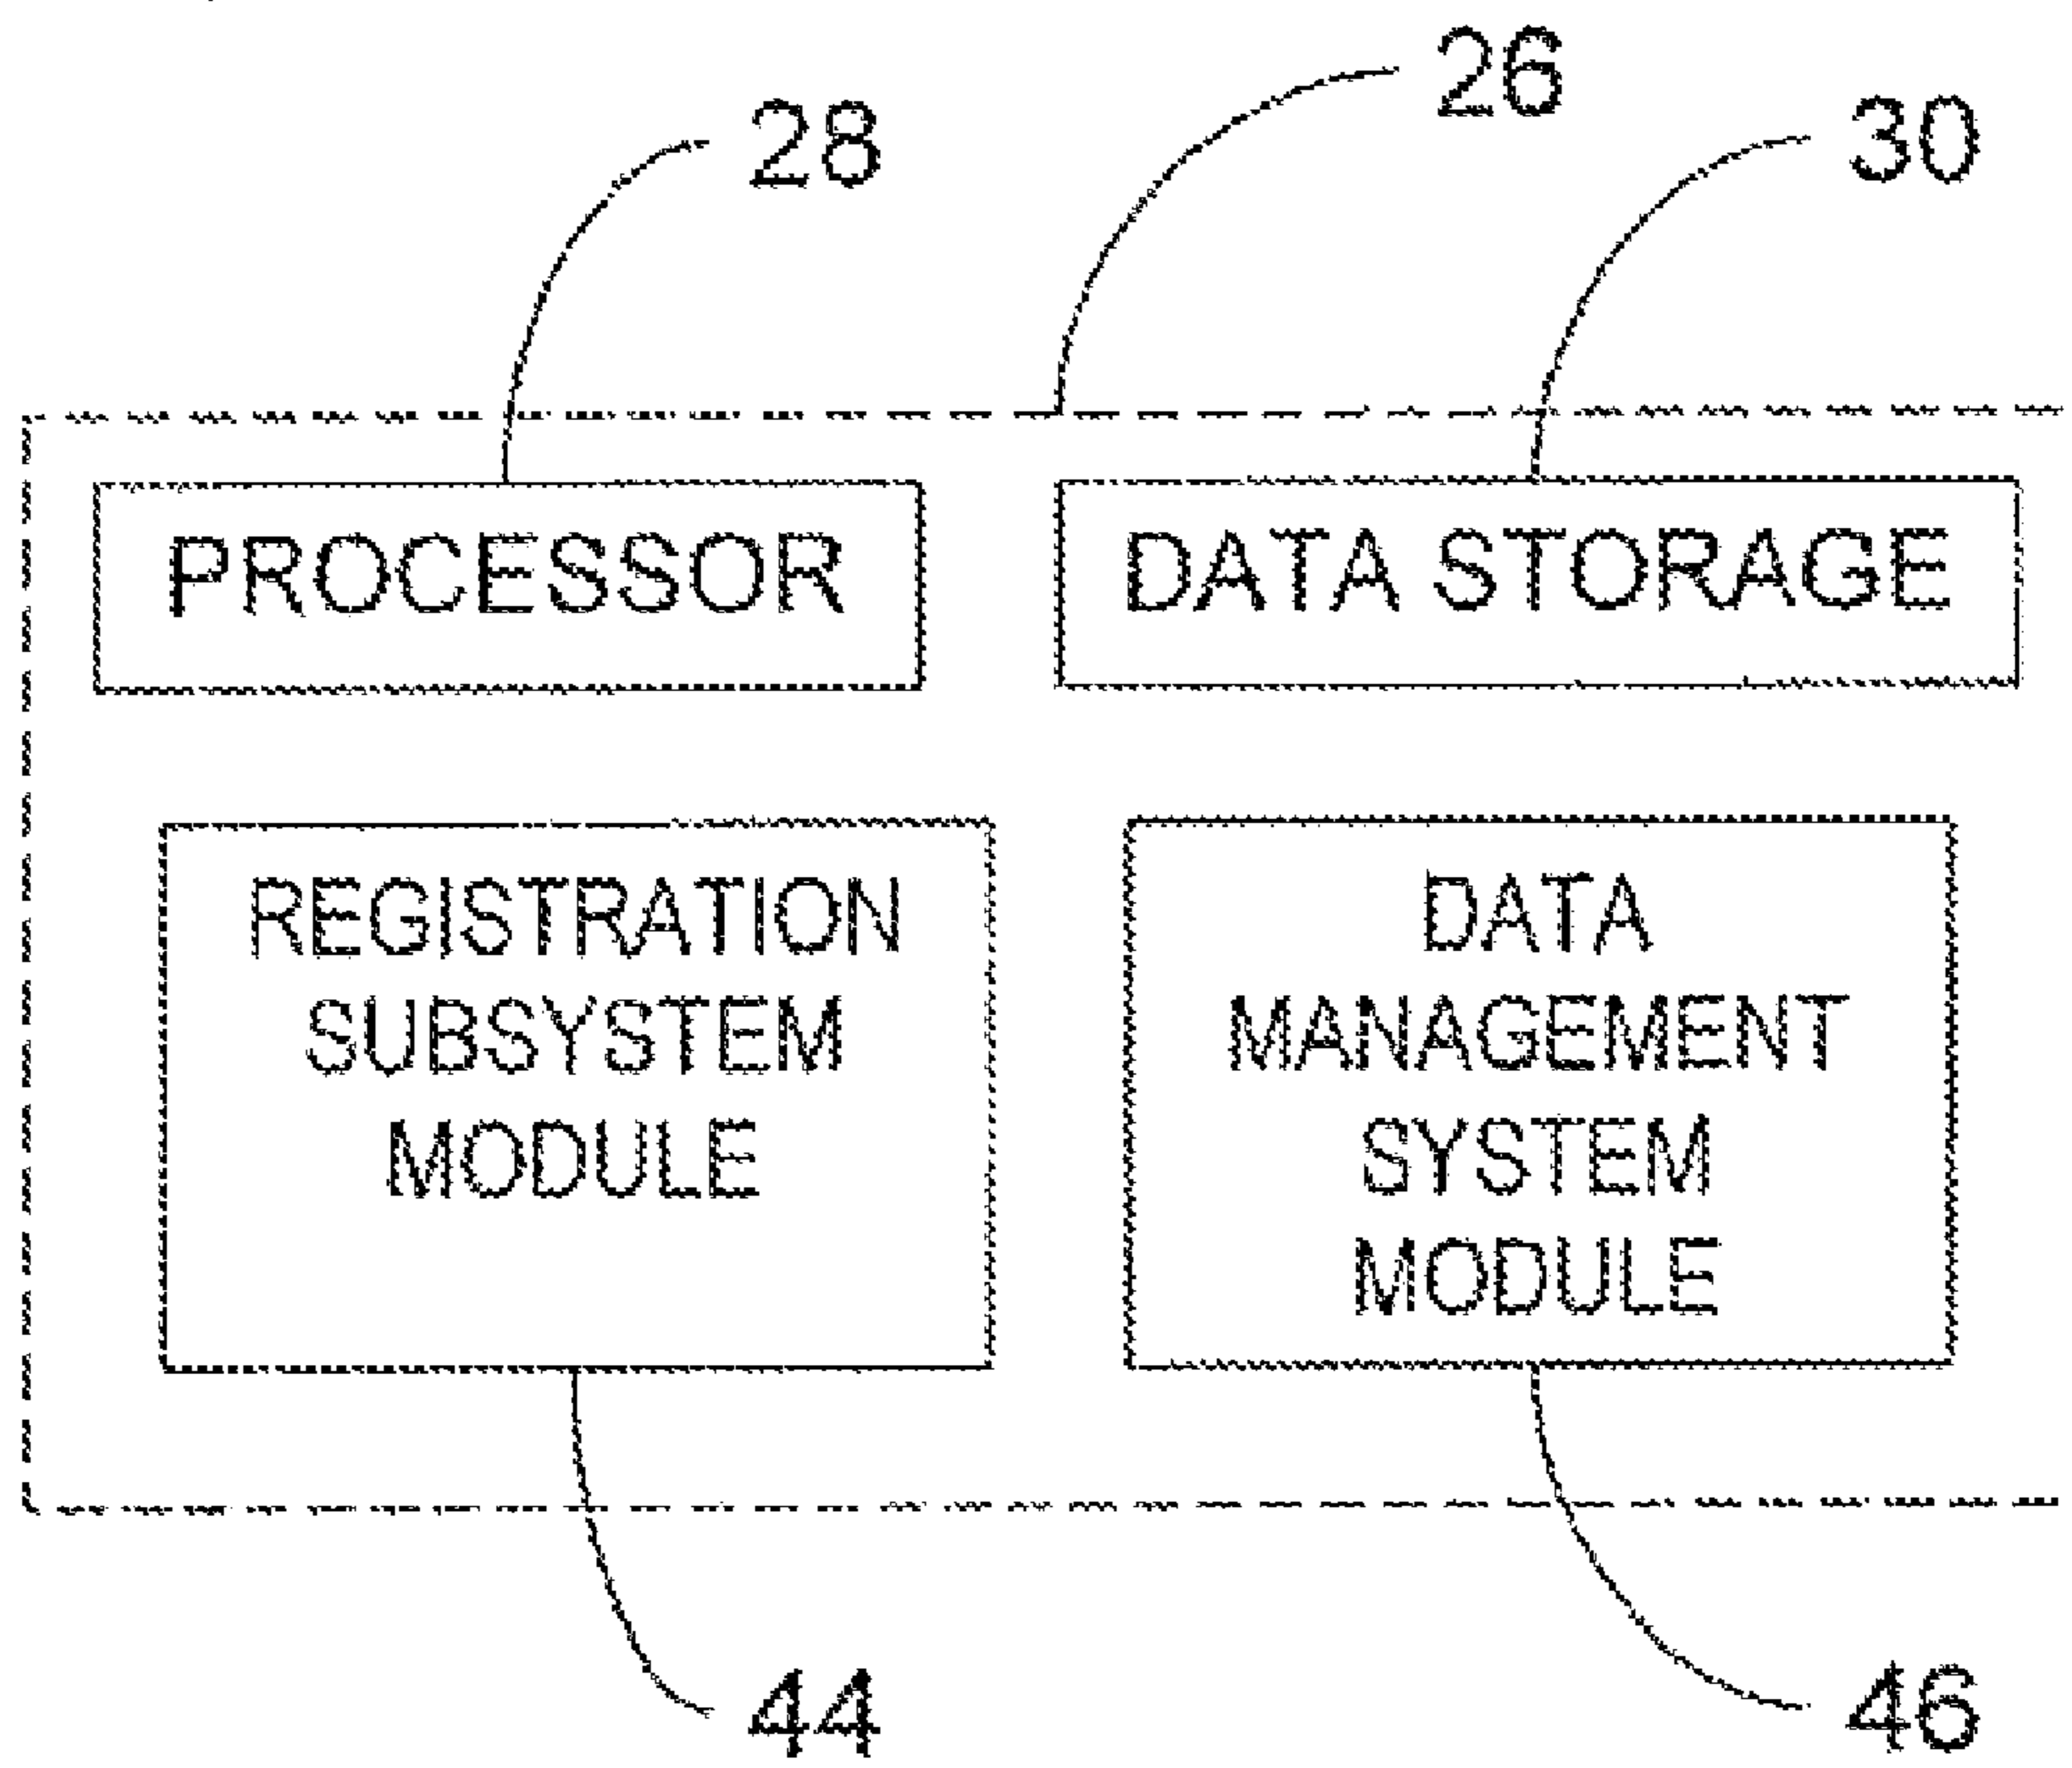 26
28
30
PROCESSOR
DATA STORAGE
REGISTRATION
SUBSYSTEM
MODULE
DATA
MANAGEMENT
SYSTEM
MODULE
44
46